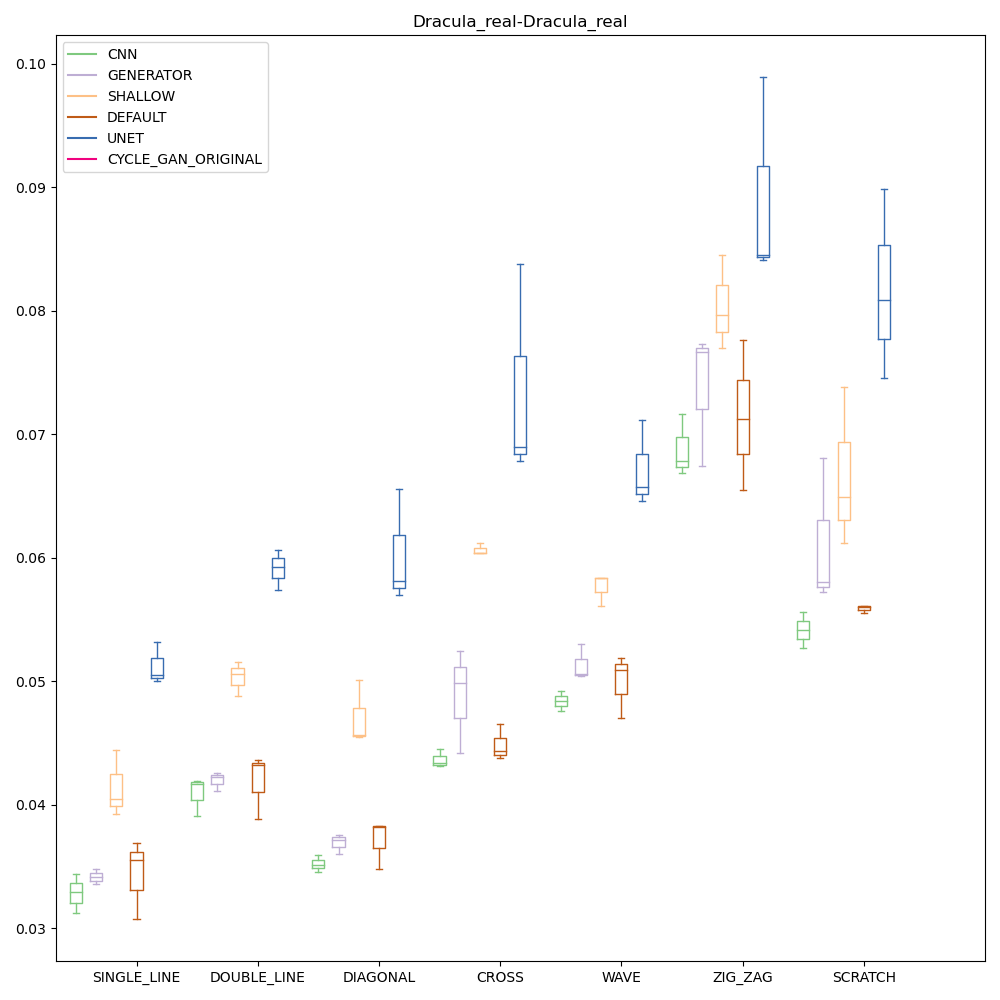 Dracula_real-Dracula_real
CNN
GENERATOR
SHALLOW
DEFAULT
UNET
CYCLE_GAN_ORIGINAL
0.10
0.09
0.08
0.07
0.06
0.05
0.04
0.03
SINGLE_LINE DOUBLE_LINE DIAGONAL CROSS WAVE ZIG_ZAG SCRATCH